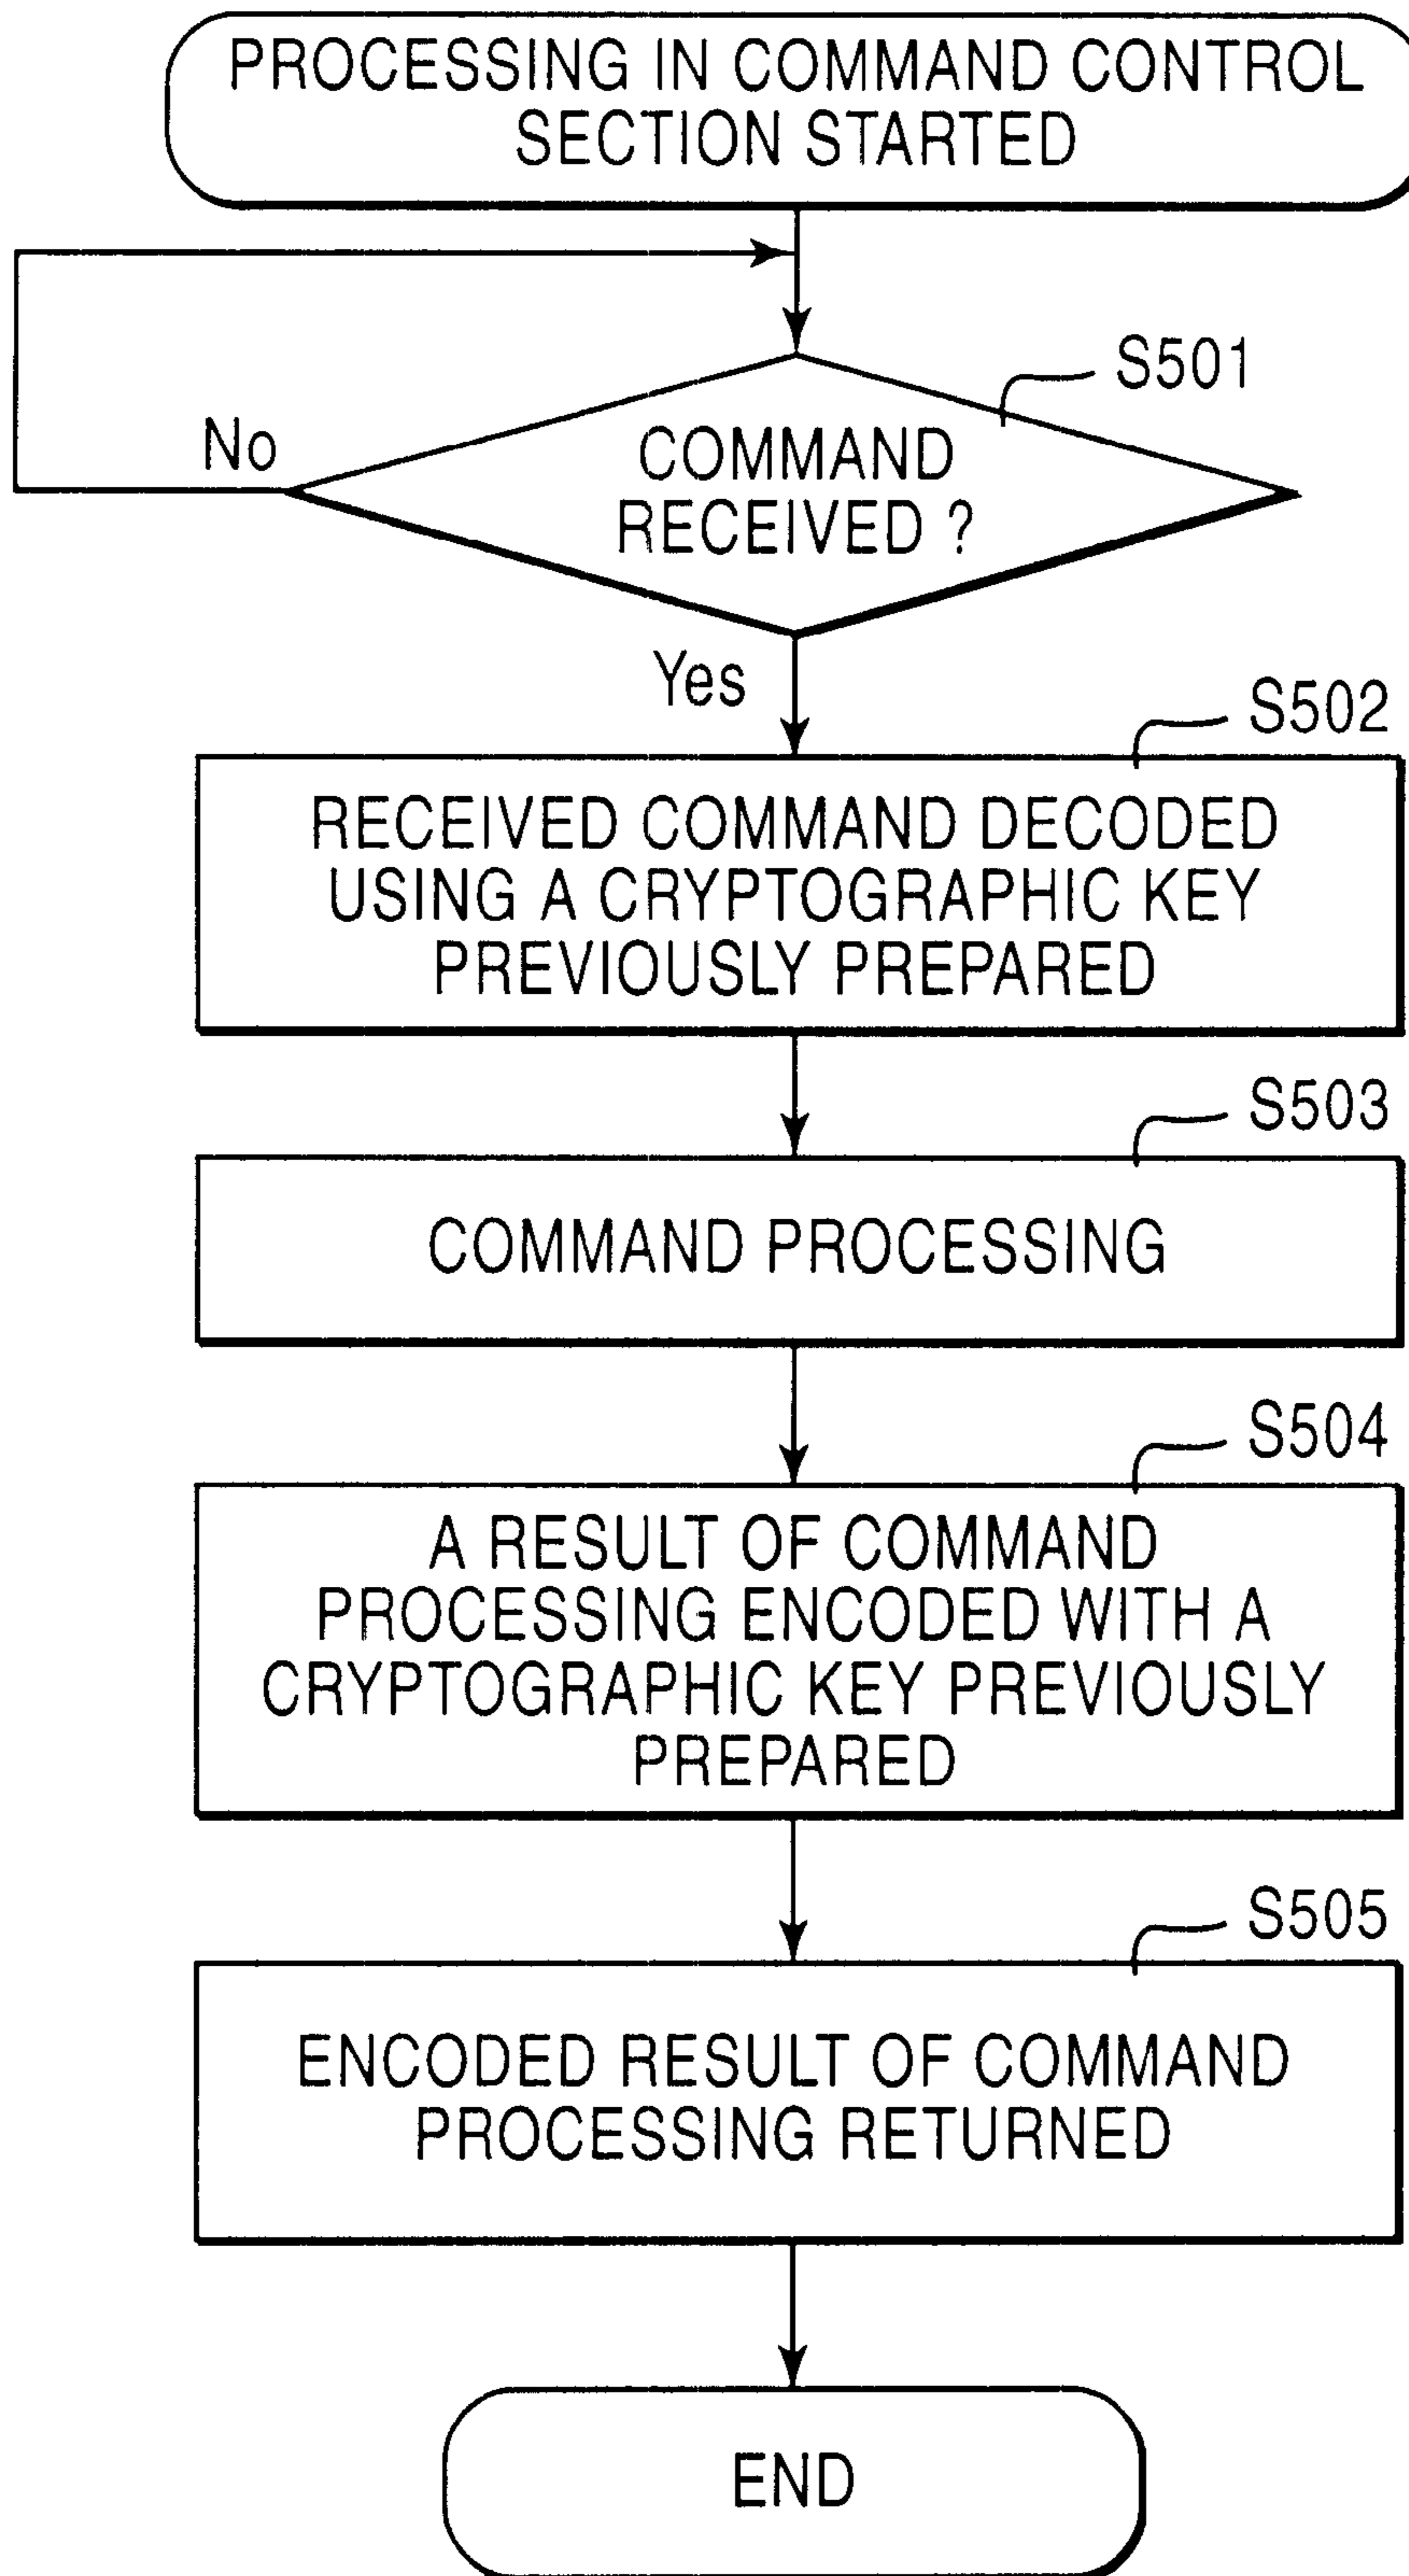 PROCESSING IN COMMAND CONTROL
SECTION STARTED
S501
No
COMMAND
RECEIVED ?
Yes
S502
RECEIVED COMMAND DECODED
USING A CRYPTOGRAPHIC KEY
PREVIOUSLY PREPARED
S503
COMMAND PROCESSING
S504
A RESULT OF COMMAND
PROCESSING ENCODED WITH A
CRYPTOGRAPHIC KEY PREVIOUSLY
PREPARED
S505
ENCODED RESULT OF COMMAND
PROCESSING RETURNED
END